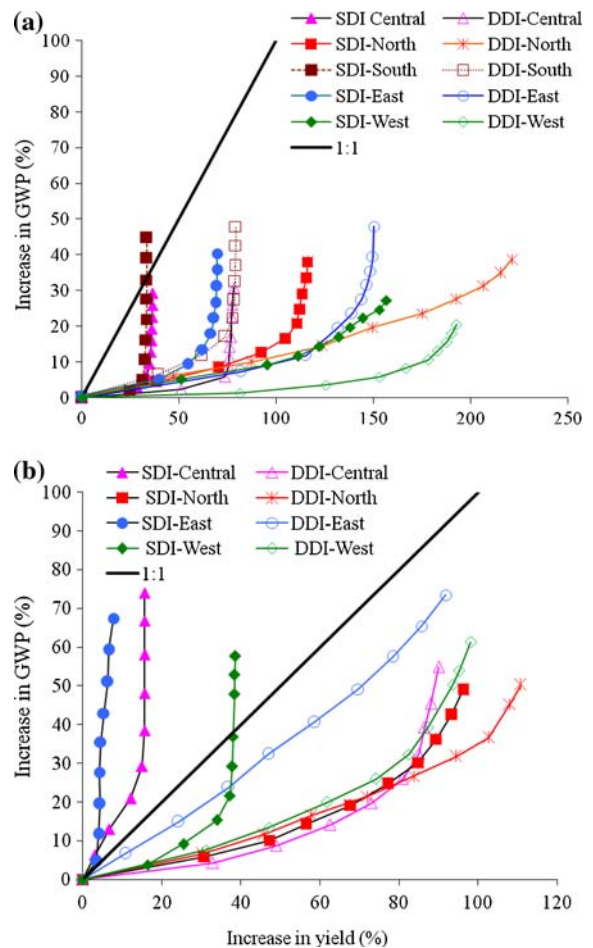 (a)
SDI Central DDI-Central
SDI-North DDI-North
SDI-South DDI-South
SDI-East DDI-East
SDI-West DDI-West
1:1
Increase in GWP (%)
100
90
80
70
60
50
40
30
20
10
0
0 50 100 150 200 250
(b)
SDI-Central DDI-Central
SDI-North DDI-North
SDI-East DDI-East
SDI-West DDI-West
1:1
Increase in GWP (%)
100
90
80
70
60
50
40
30
20
10
0
0 20 40 60 80 100 120
Increase in yield (%)